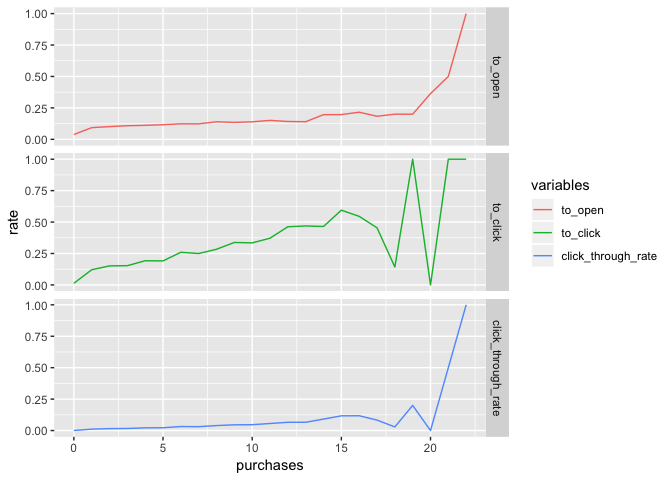 1.00
0.75
0.50
0.25
0.00
to_open
1.00
0.75
0.50
0.25
0.00
to_click
1.00
0.75
0.50
0.25
0.00
click_through_rate
rate
0 5 10 15 20
purchases
variables
to_open
to_click
click_through_rate